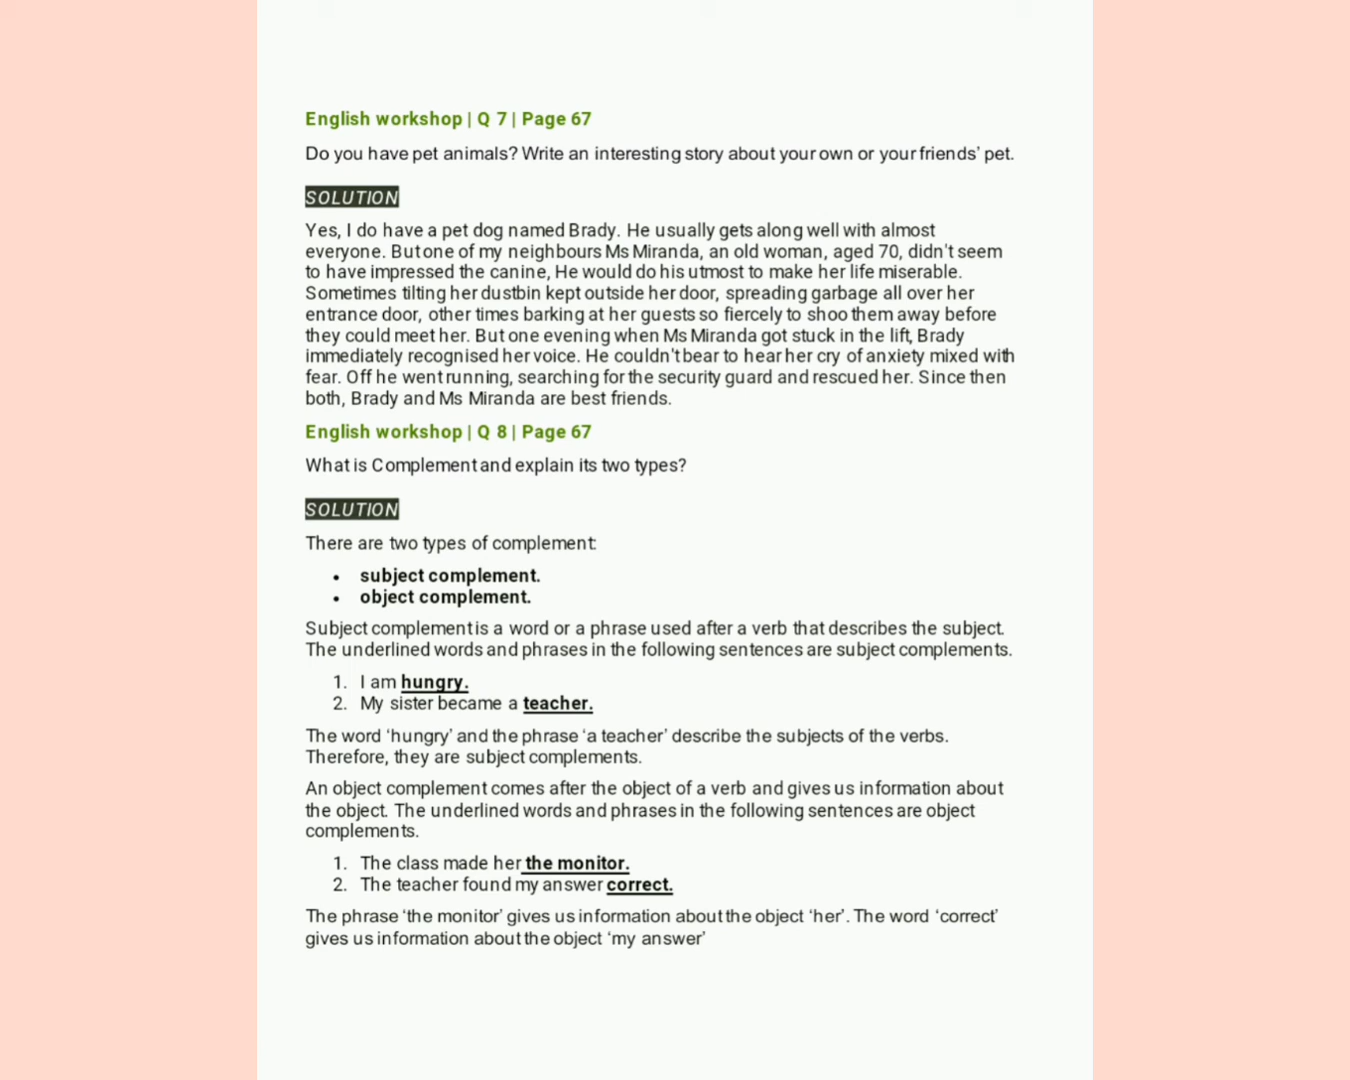 English workshop | Q 7 | Page 67
Do you have pet animals? Write an interesting story about your own or your friends’ pet.
SOLUTION
Yes, I do have a pet dog named Brady. He usually gets along well with almost
everyone. But one of my neighbours Ms Miranda, an old woman, aged 70, didn't seem
to have impressed the canine, He would do his utmost to make her life miserable.
Sometimes tilting her dustbin kept outside her door, spreading garbage all over her
entrance door, other times barking at her guests so fiercely to shoo them away before
they could meet her. But one evening when Ms Miranda got stuck in the lift, Brady
immediately recognised her voice. He couldn't bear to hear her cry of anxiety mixed with
fear. Off he went running, searching for the security guard and rescued her. Since then
both, Brady and Ms Miranda are best friends.
English workshop | Q 8 | Page 67
What is Complement and explain its two types?
SOLUTION
There are two types of complement:
• subject complement.
• object complement.
Subject complement is a word or a phrase used after a verb that describes the subject.
The underlined words and phrases in the following sentences are subject complements.
1. I am hungry.
2. My sister became a teacher.
The word ‘hungry’ and the phrase ‘a teacher’ describe the subjects of the verbs.
Therefore, they are subject complements.
An object complement comes after the object of a verb and gives us information about
the object. The underlined words and phrases in the following sentences are object
complements.
1. The class made her the monitor.
2. The teacher found my answer correct.
The phrase ‘the monitor’ gives us information about the object ‘her’. The word ‘correct’
gives us information about the object ‘my answer’